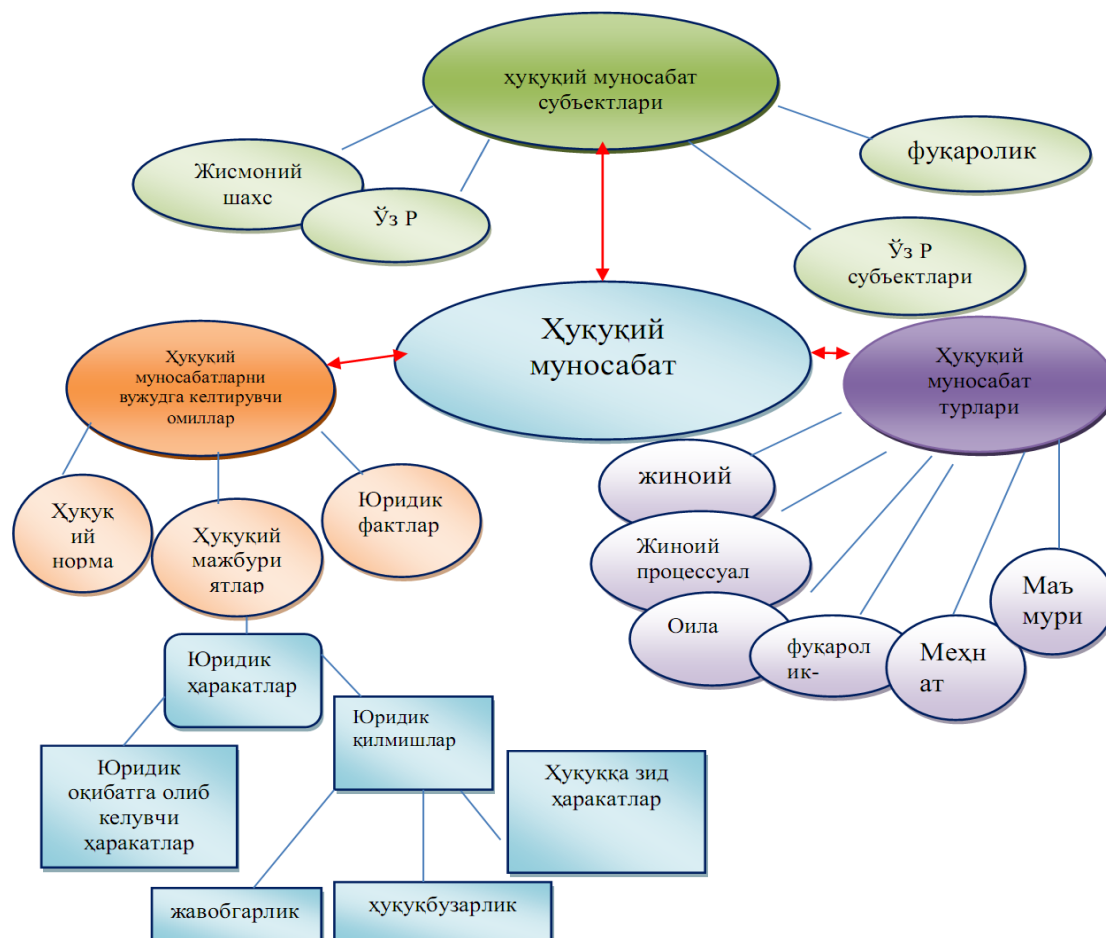 ҳуқуқий муносабат
субъектлари
Жисмоний
шахс
Ўз Р
фуқаролик
Ўз Р
субъектлари
Ҳуқуқий
муносабат
Ҳуқуқий
муносабатларни
вужудга келтирувчи
омиллар
Ҳуқуқий
муносабат
турлари
Ҳуқуқ
ий
норма
Ҳуқуқий
мажбури
ятлар
Юридик
фактлар
жиноий
Жиноий
процессуал
Оила
фуқарол
ик-
Меҳн
ат
Маъ
мури
Юридик
ҳаракатлар
Юридик
қилмишлар
Юридик
оқибатга олиб
келувчи
ҳаракатлар
Ҳуқуққа зид
ҳаракатлар
жавобгарлик
ҳуқуқбузарлик